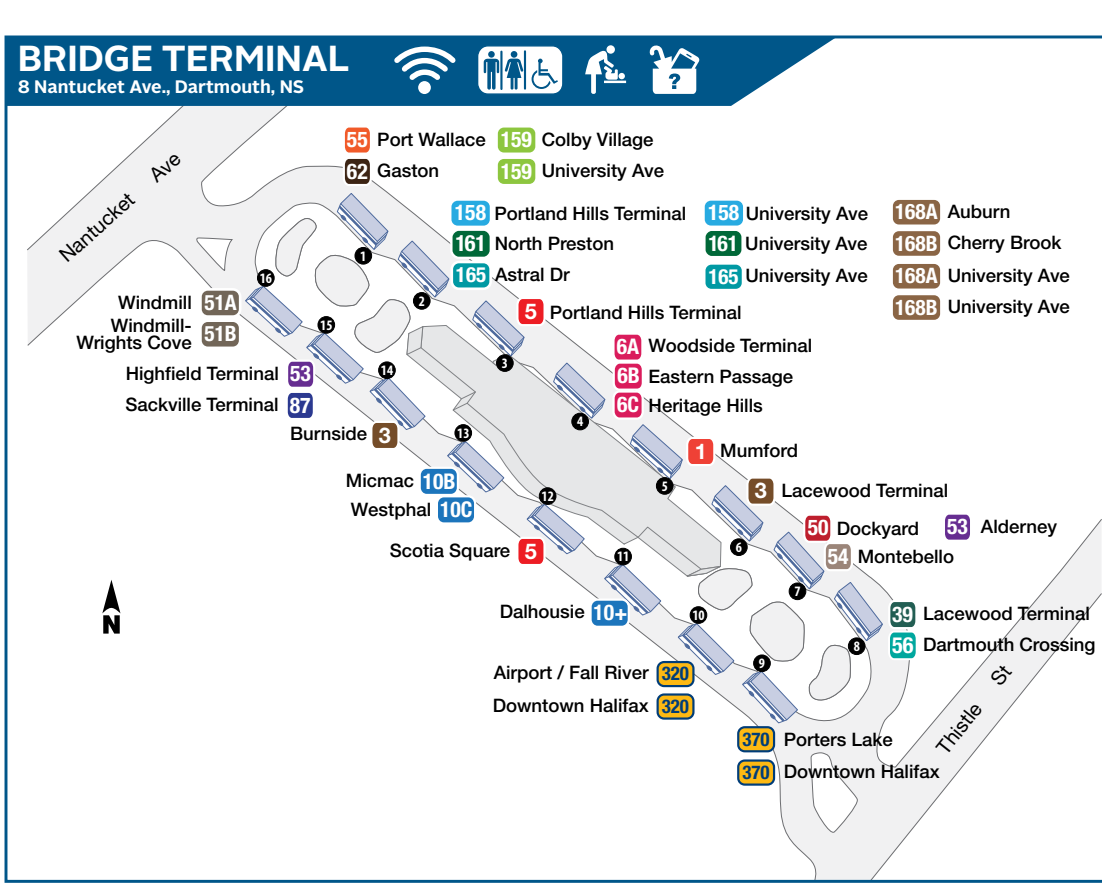 BRIDGE TERMINAL
8 Nantucket Ave., Dartmouth, NS
?
Nantucket Ave
55 Port Wallace
159 Colby Village
62 Gaston
159 University Ave
158 Portland Hills Terminal
158 University Ave
168A Auburn
161 North Preston
161 University Ave
168B Cherry Brook
165 Astral Dr
165 University Ave
168A University Ave
168B University Ave
5 Portland Hills Terminal
6A Woodside Terminal
6B Eastern Passage
6C Heritage Hills
1 Mumford
3 Lacewood Terminal
50 Dockyard
53 Alderney
54 Montebello
39 Lacewood Terminal
56 Dartmouth Crossing
Windmill 51A
Windmill-
Wrights Cove 51B
Highfield Terminal 53
Sackville Terminal 87
Burnside 3
Micmac 10B
Westphal 10C
Scotia Square 5
Dalhousie 10+
Airport / Fall River 320
Downtown Halifax 320
370 Porters Lake
370 Downtown Halifax
1
2
3
4
5
6
7
8
9
10
11
12
13
14
15
16
N
Thistle St